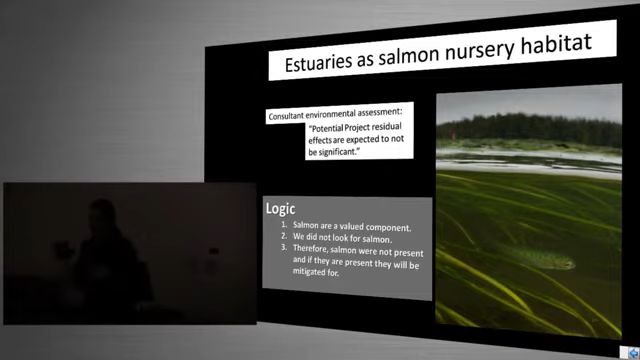 Estuaries as salmon nursery habitat
Consultant environmental assessment:
"Potential Project residual
effects are expected to not
be significant."
Logic
1. Salmon are a valued component.
2. We did not look for salmon.
3. Therefore, salmon were not present
and if they are present they will be
mitigated for.